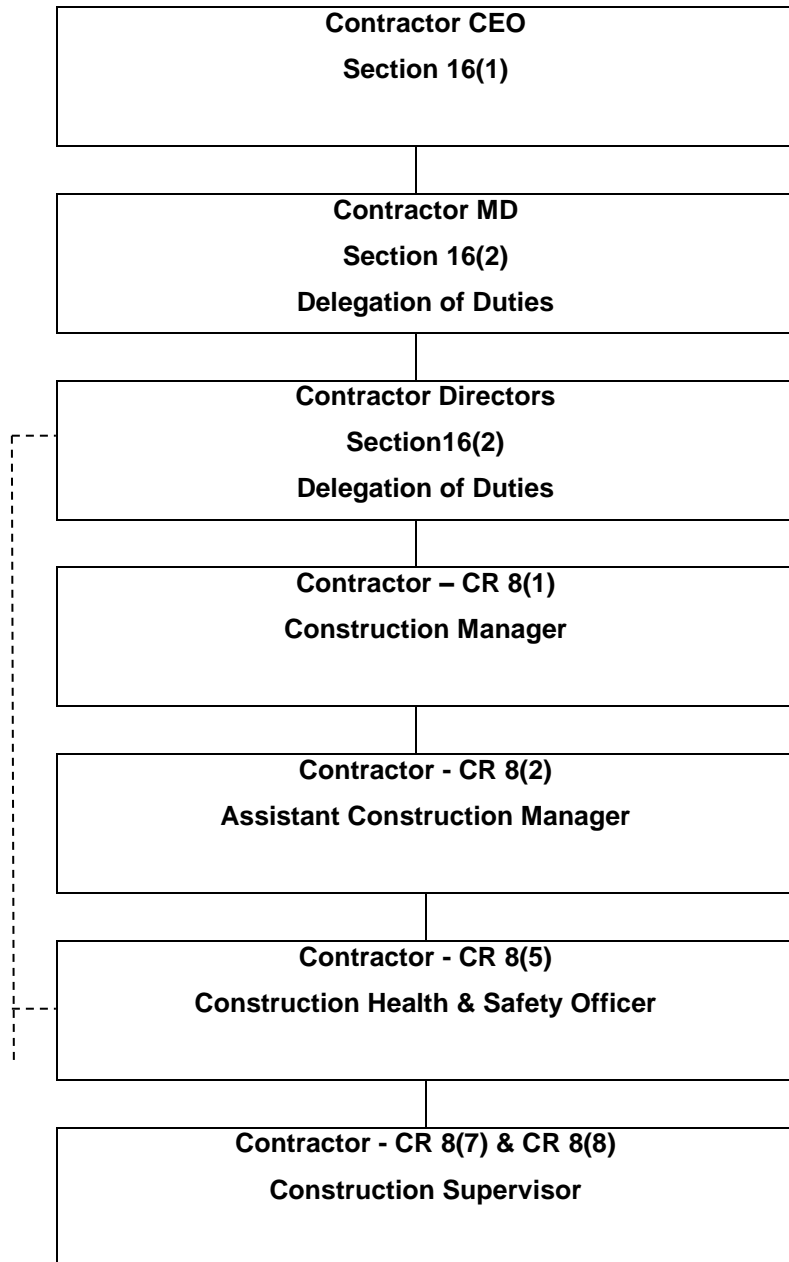 Contractor CEO
Section 16(1)
Contractor MD
Section 16(2)
Delegation of Duties
Contractor Directors
Section16(2)
Delegation of Duties
Contractor – CR 8(1)
Construction Manager
Contractor - CR 8(2)
Assistant Construction Manager
Contractor - CR 8(5)
Construction Health & Safety Officer
Contractor - CR 8(7) & CR 8(8)
Construction Supervisor